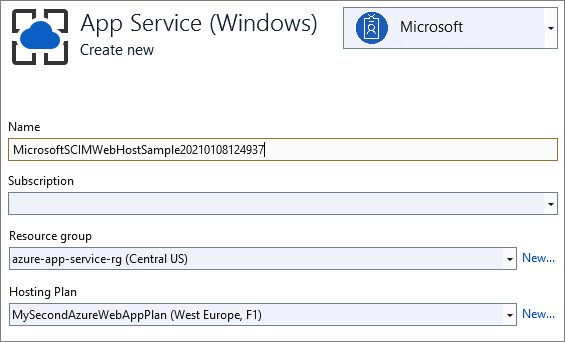 App Service (Windows)
Create new
Microsoft
Name
MicrosoftSCIMWebHostSample20210108124937
Subscription
Resource group
azure-app-service-rg (Central US)
New...
Hosting Plan
MySecondAzureWebAppPlan (West Europe, F1)
New...